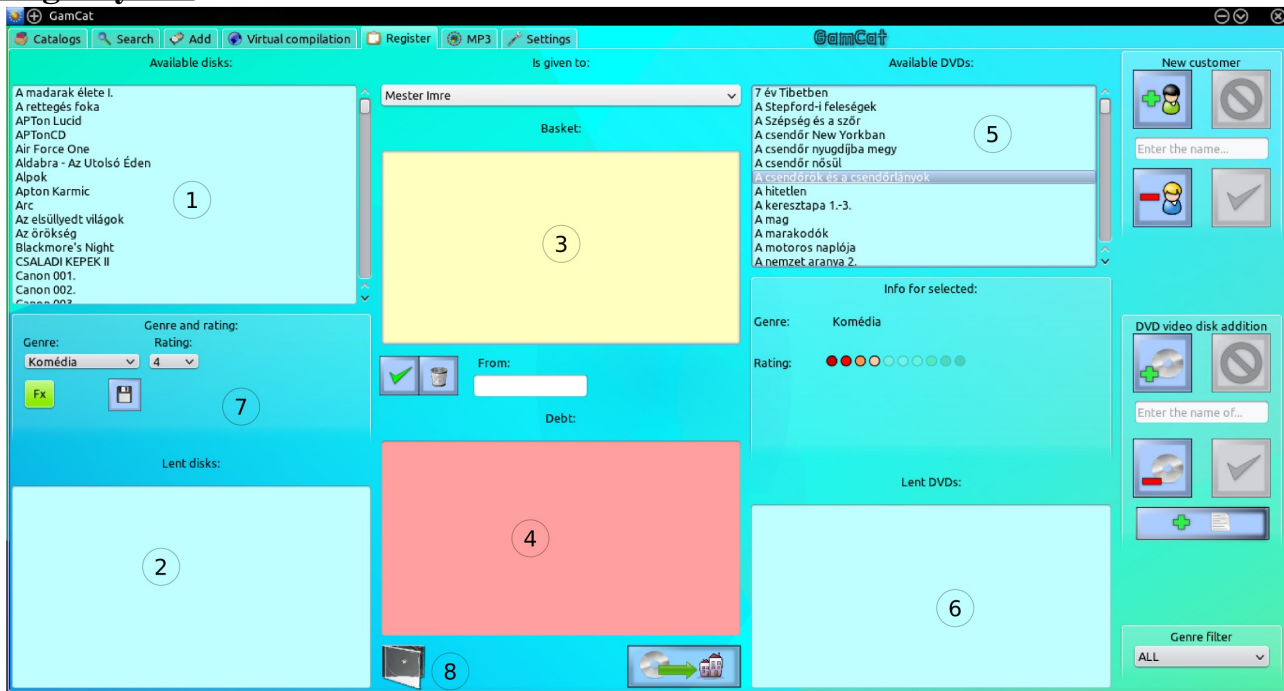 GamCat
Catalogs Search Add Virtual compilation Register MP3 Settings GamCat
Available disks:
A madarak élete I.
A rettegés foka
APTon Lucid
APTonCD
Air Force One
Aldabra - Az Utolsó Éden
Alpok
Apton Karmic
Arc
Az elsüllyedt világok
Az örökség
Blackmore's Night
CSALADI KEPEK II
Canon 001.
Canon 002.
Canon 003.
1
Genre and rating:
Genre: Rating:
Komédia 4
Fx
7
Lent disks:
2
Is given to:
Mester Imre
Basket:
3
From:
Debt:
4
8
Available DVDs:
7 év Tibetben
A Stepford-i feleségek
A Szépség és a szőr
A csendőr New Yorkban
A csendőr nyugdíjba megy
A csendőr nősül
A csendőrök és a csendőrlányok
A hitetlen
A keresztapa 1.-3.
A mag
A marakodók
A motoros naplója
A nemzet aranya 2.
5
Info for selected:
Genre: Komédia
Rating:
Lent DVDs:
6
New customer
Enter the name...
DVD video disk addition
Enter the name of...
Genre filter
ALL